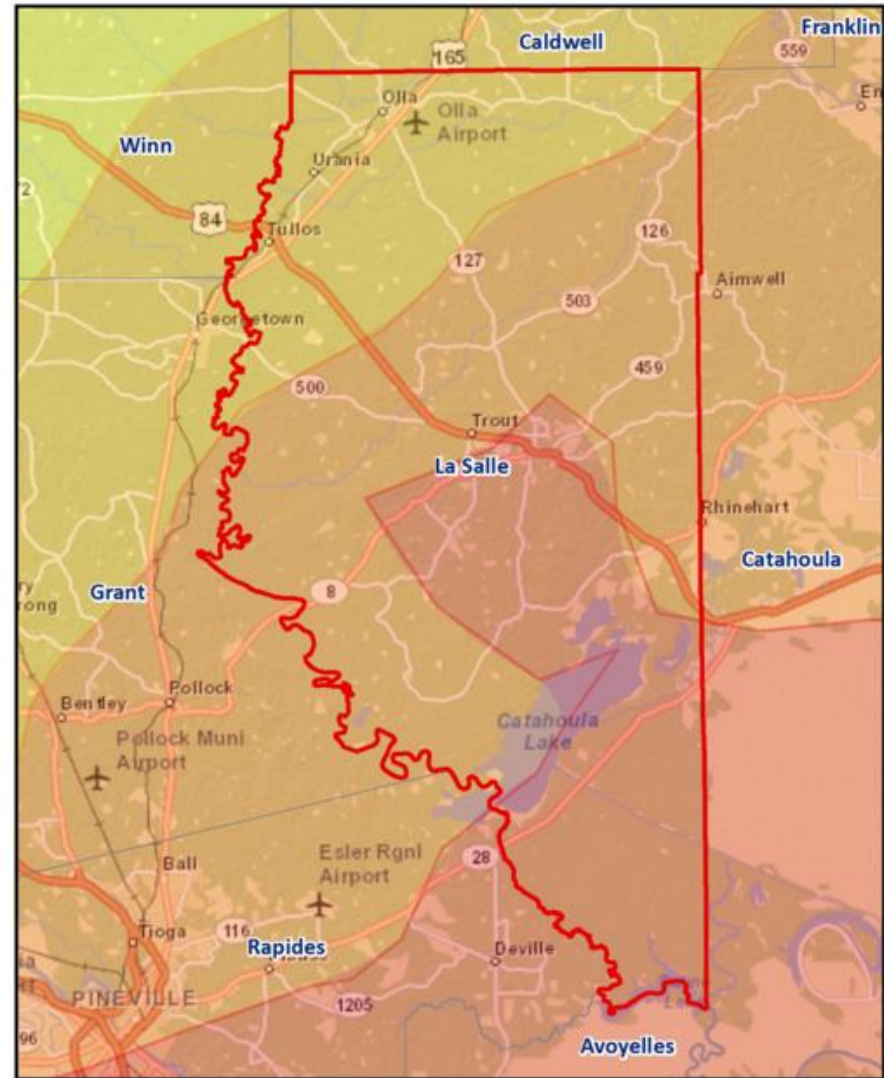 Franklin
Caldwell
165
559
En
Olla
Olla
Airport
Winn
Urania
72
84
Tullos
126
127
Aimwell
503
Georgetown
459
500
Trout
La Salle
Rhinehart
Catahoula
Grant
8
Pollock
Bentley
Catahoula
Lake
Pollock Muni
Airport
Ball
Esler Rgnl
Airport
28
116
Tioga
Rapides
Deville
PINEVILLE
1205
96
Avoyelles